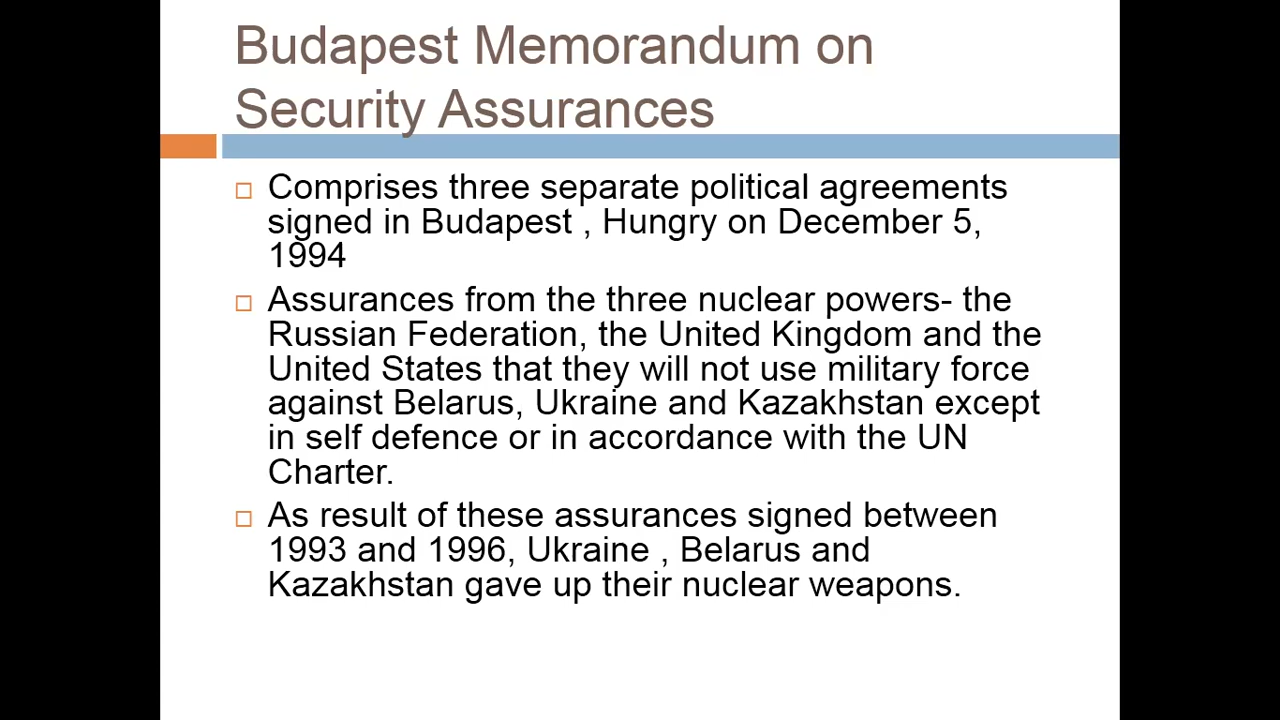 Budapest Memorandum on
Security Assurances
Comprises three separate political agreements
signed in Budapest , Hungry on December 5,
1994
Assurances from the three nuclear powers- the
Russian Federation, the United Kingdom and the
United States that they will not use military force
against Belarus, Ukraine and Kazakhstan except
in self defence or in accordance with the UN
Charter.
As result of these assurances signed between
1993 and 1996, Ukraine , Belarus and
Kazakhstan gave up their nuclear weapons.